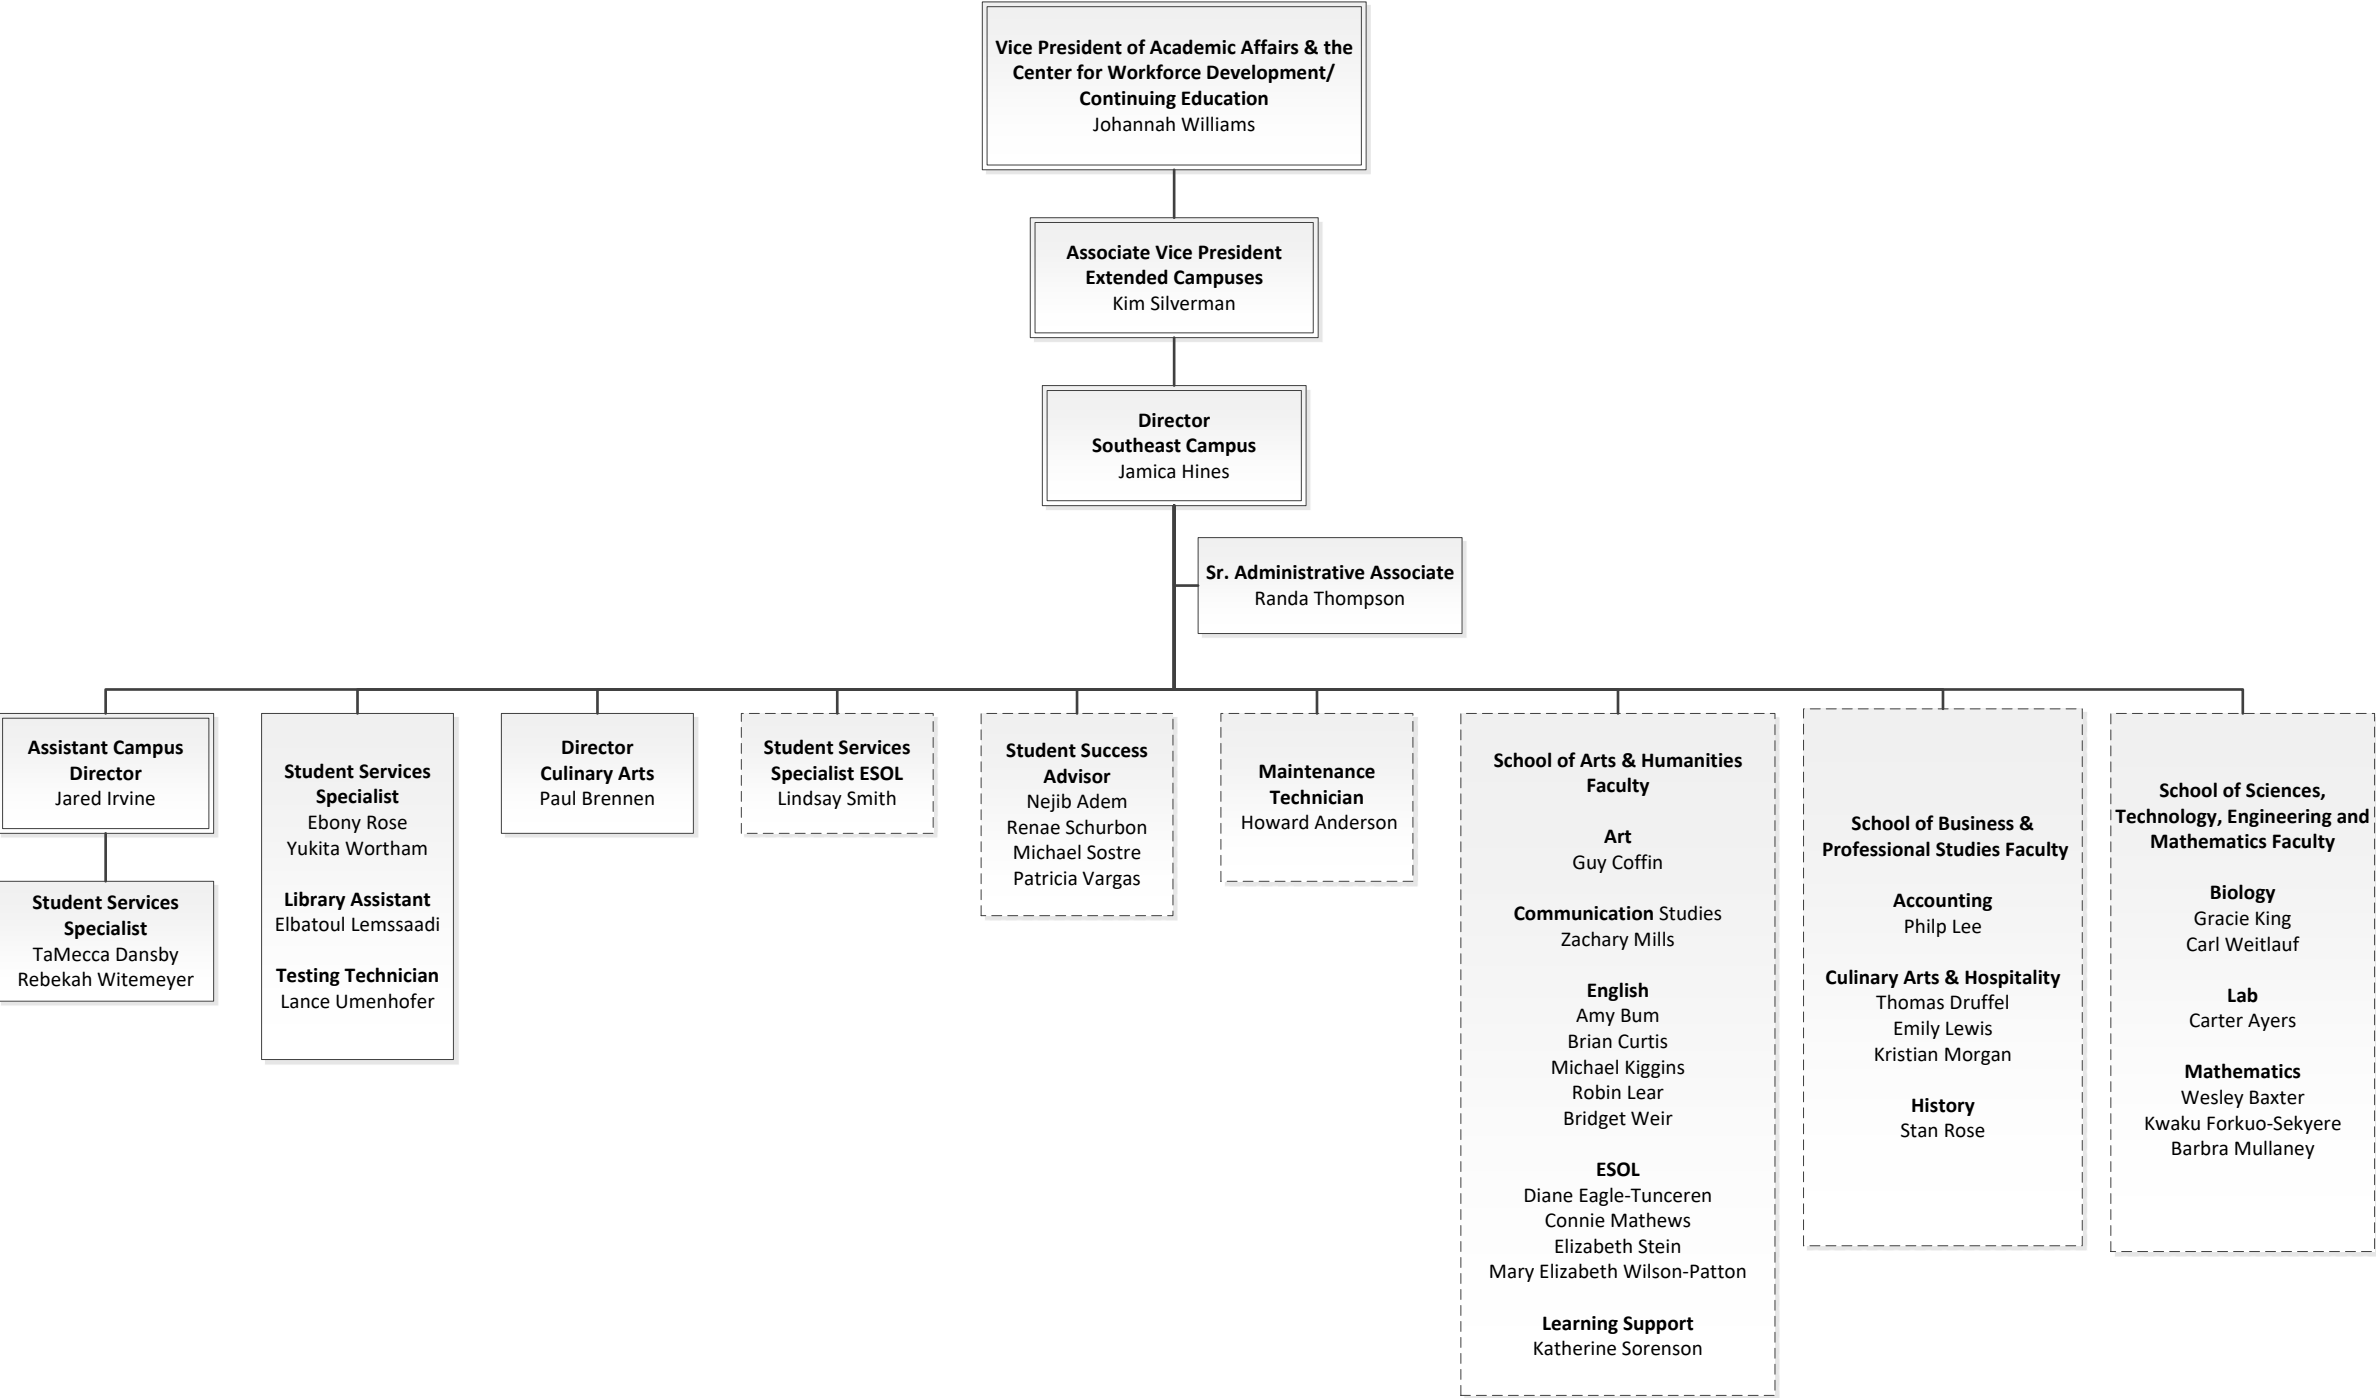 Vice President of Academic Affairs & the
Center for Workforce Development/
Continuing Education
Johannah Williams
Associate Vice President
Extended Campuses
Kim Silverman
Director
Southeast Campus
Jamica Hines
Sr. Administrative Associate
Randa Thompson
Assistant Campus
Director
Jared Irvine
Student Services
Specialist
TaMecca Dansby
Rebekah Witemeyer
Student Services
Specialist
Ebony Rose
Yukita Wortham
Library Assistant
Elbatoul Lemssaadi
Testing Technician
Lance Umenhofer
Director
Culinary Arts
Paul Brennen
Student Services
Specialist ESOL
Lindsay Smith
Student Success
Advisor
Nejib Adem
Renae Schurbon
Michael Sostre
Patricia Vargas
Maintenance
Technician
Howard Anderson
School of Arts & Humanities
Faculty
Art
Guy Coffin
Communication Studies
Zachary Mills
English
Amy Bum
Brian Curtis
Michael Kiggins
Robin Lear
Bridget Weir
ESOL
Diane Eagle-Tunceren
Connie Mathews
Elizabeth Stein
Mary Elizabeth Wilson-Patton
Learning Support
Katherine Sorenson
School of Business &
Professional Studies Faculty
Accounting
Philp Lee
Culinary Arts & Hospitality
Thomas Druffel
Emily Lewis
Kristian Morgan
History
Stan Rose
School of Sciences,
Technology, Engineering and
Mathematics Faculty
Biology
Gracie King
Carl Weitlauf
Lab
Carter Ayers
Mathematics
Wesley Baxter
Kwaku Forkuo-Sekyere
Barbra Mullaney